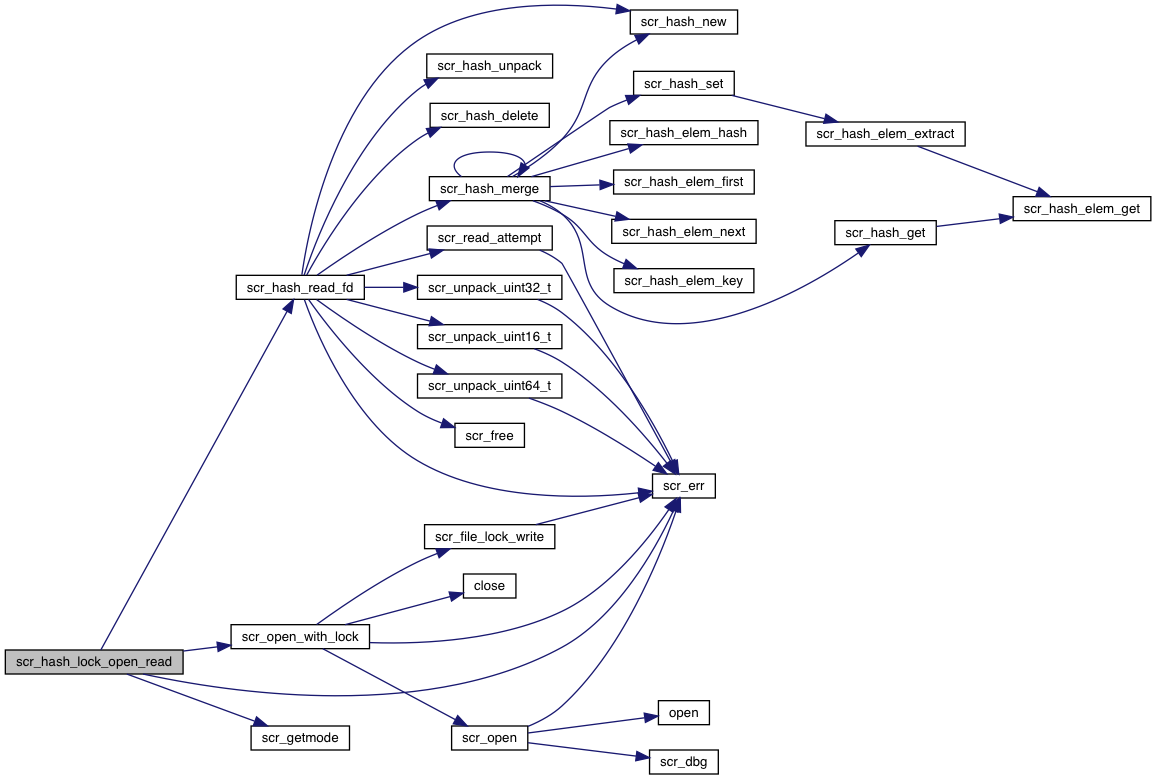 scr_hash_new
scr_hash_unpack
scr_hash_set
scr_hash_delete
scr_hash_elem_hash
scr_hash_elem_extract
scr_hash_merge
scr_hash_elem_first
scr_hash_elem_get
scr_read_attempt
scr_hash_elem_next
scr_hash_get
scr_hash_read_fd
scr_unpack_uint32_t
scr_hash_elem_key
scr_unpack_uint16_t
scr_unpack_uint64_t
scr_free
scr_err
scr_file_lock_write
close
scr_open_with_lock
scr_hash_lock_open_read
scr_getmode
scr_open
open
scr_dbg